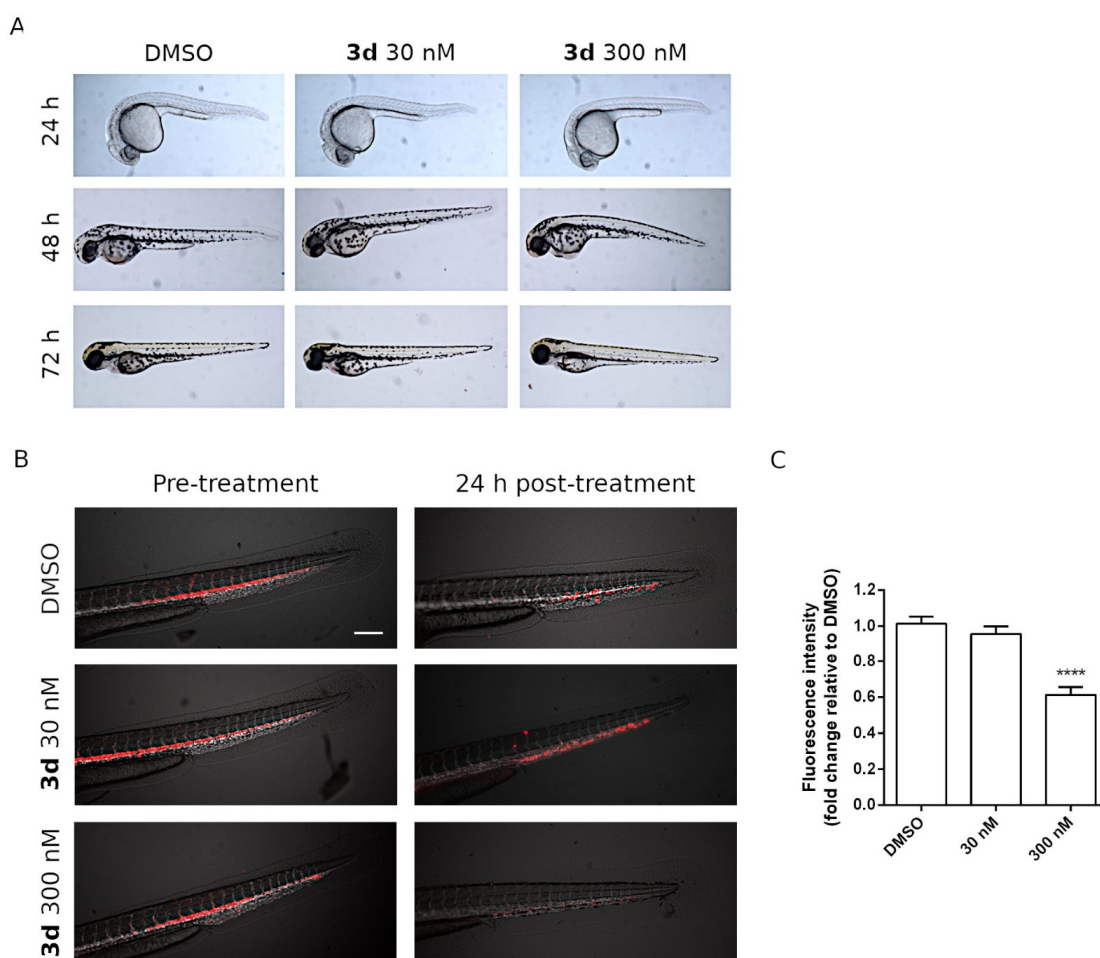 A
DMSO
3d 30 nM
3d 300 nM
24 h
48 h
72 h
B
Pre-treatment
24 h post-treatment
DMSO
3d 30 nM
3d 300 nM
C
Fluorescence intensity
(fold change relative to DMSO)
1.2
1.0
0.8
0.6
0.4
0.2
0.0
****
DMSO
30 nM
300 nM